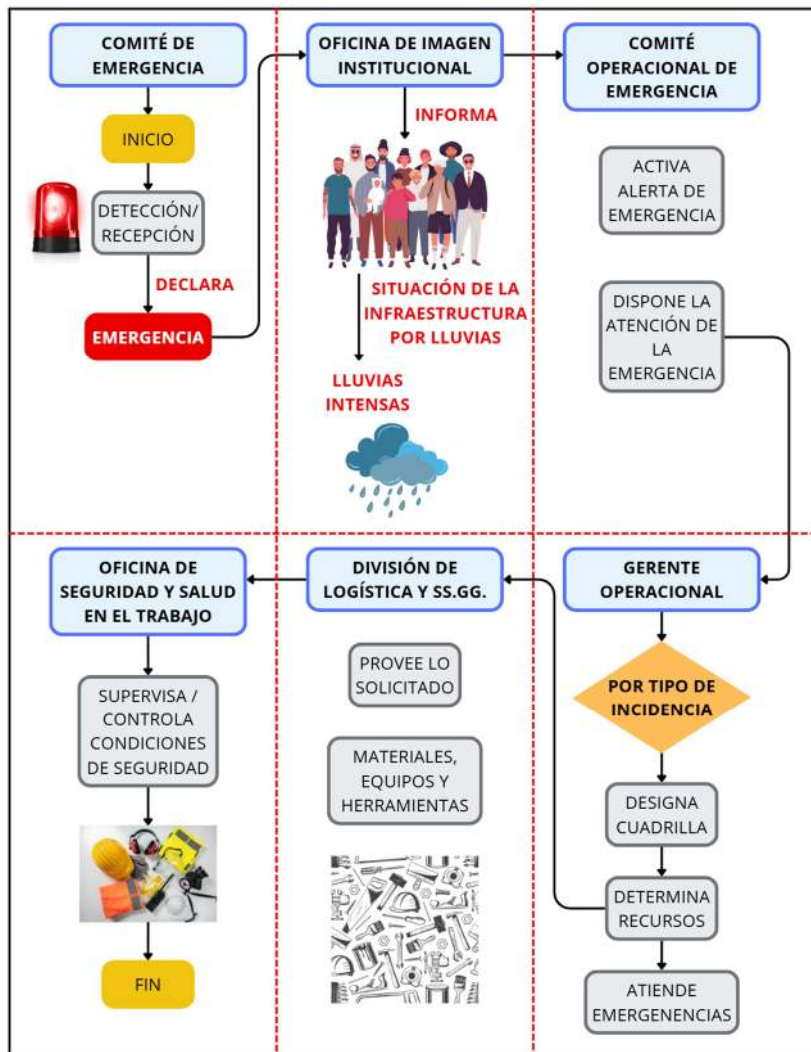 COMITÉ DE
EMERGENCIA
INICIO
DETECCIÓN/
RECEPCIÓN
DECLARA
EMERGENCIA
OFICINA DE IMAGEN
INSTITUCIONAL
INFORMA
SITUACIÓN DE LA
INFRAESTRUCTURA
POR LLUVIAS
LLUVIAS
INTENSAS
COMITÉ
OPERACIONAL DE
EMERGENCIA
ACTIVA
ALERTA DE
EMERGENCIA
DISPONE LA
ATENCIÓN DE
LA
EMERGENCIA
GERENTE
OPERACIONAL
POR TIPO DE
INCIDENCIA
DESIGNA
CUADRILLA
DETERMINA
RECURSOS
ATIENDE
EMERGENENCIAS
DIVISIÓN DE
LOGÍSTICA Y SS.GG.
PROVEE LO
SOLICITADO
MATERIALES,
EQUIPOS Y
HERRAMIENTAS
OFICINA DE
SEGURIDAD Y SALUD
EN EL TRABAJO
SUPERVISA /
CONTROLA
CONDICIONES
DE SEGURIDAD
FIN